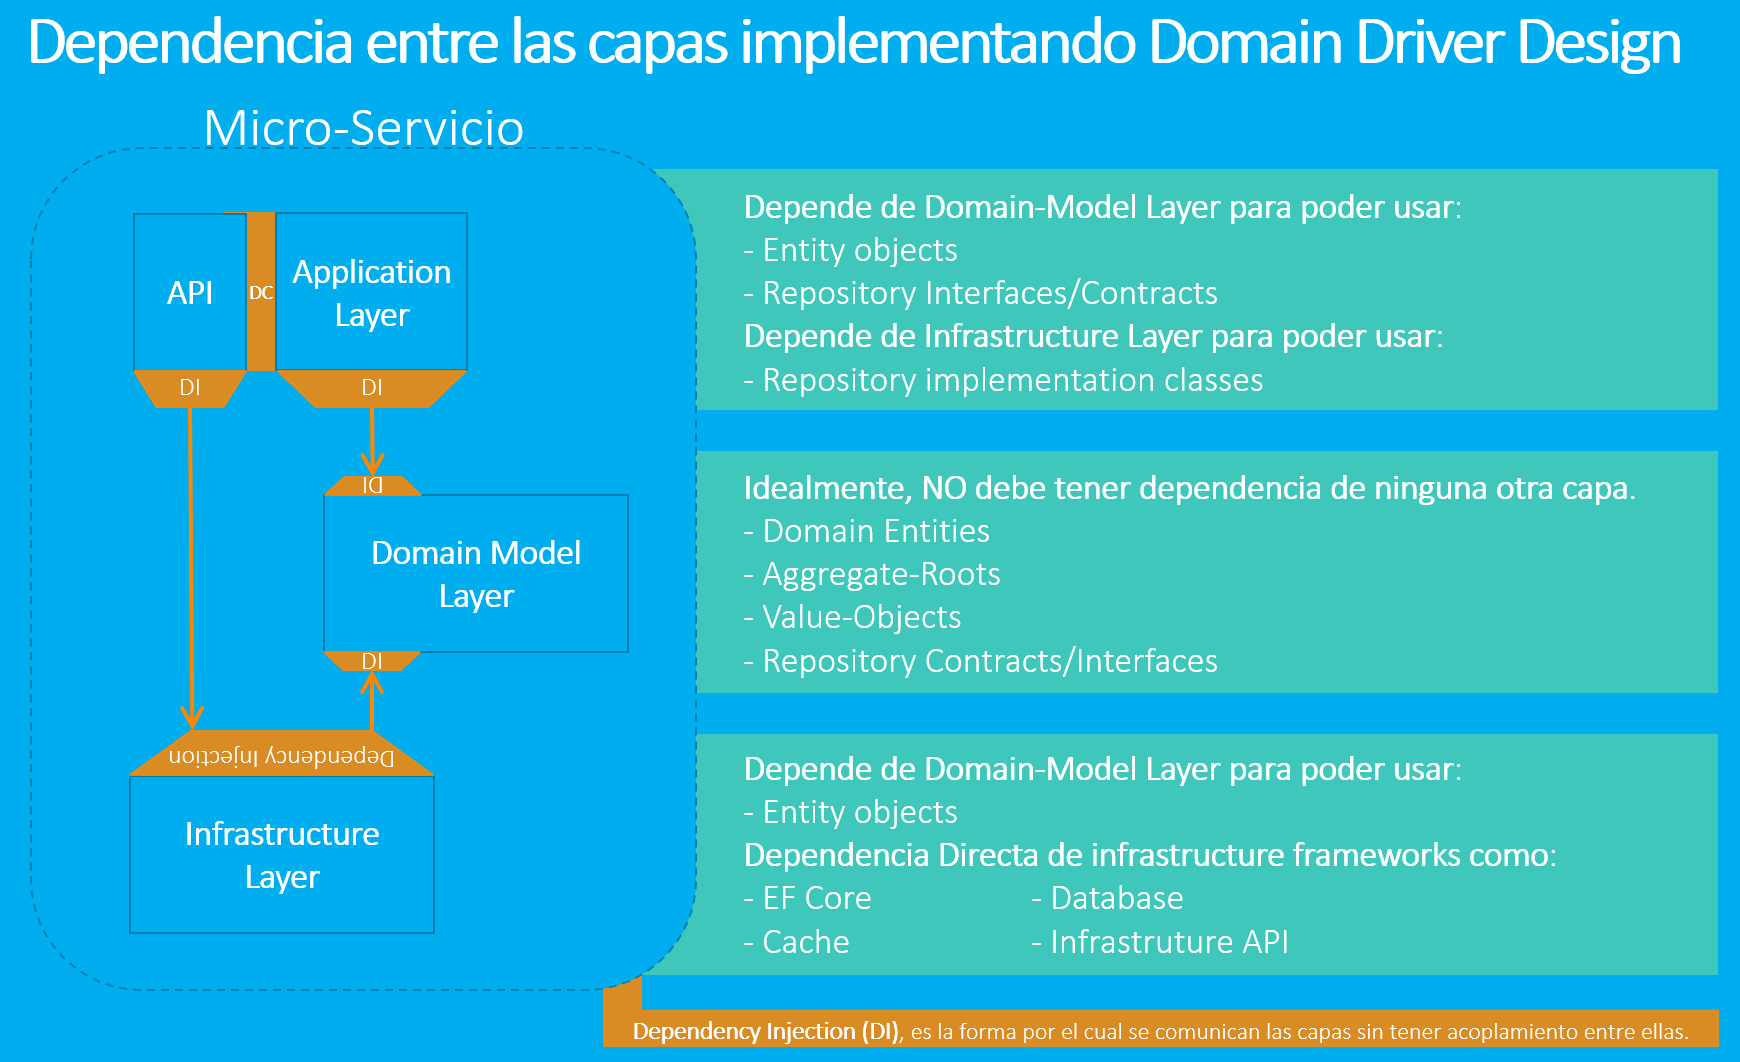 Dependencia entre las capas implementando Domain Driver Design
Micro-Servicio
API
DC
Application
Layer
DI
DI
DI
Domain Model
Layer
DI
Dependency Injection
Infrastructure
Layer
Depende de Domain-Model Layer para poder usar:
- Entity objects
- Repository Interfaces/Contracts
Depende de Infrastructure Layer para poder usar:
- Repository implementation classes
Idealmente, NO debe tener dependencia de ninguna otra capa.
- Domain Entities
- Aggregate-Roots
- Value-Objects
- Repository Contracts/Interfaces
Depende de Domain-Model Layer para poder usar:
- Entity objects
Dependencia Directa de infrastructure frameworks como:
- EF Core - Database
- Cache - Infrastruture API
Dependency Injection (DI), es la forma por el cual se comunican las capas sin tener acoplamiento entre ellas.